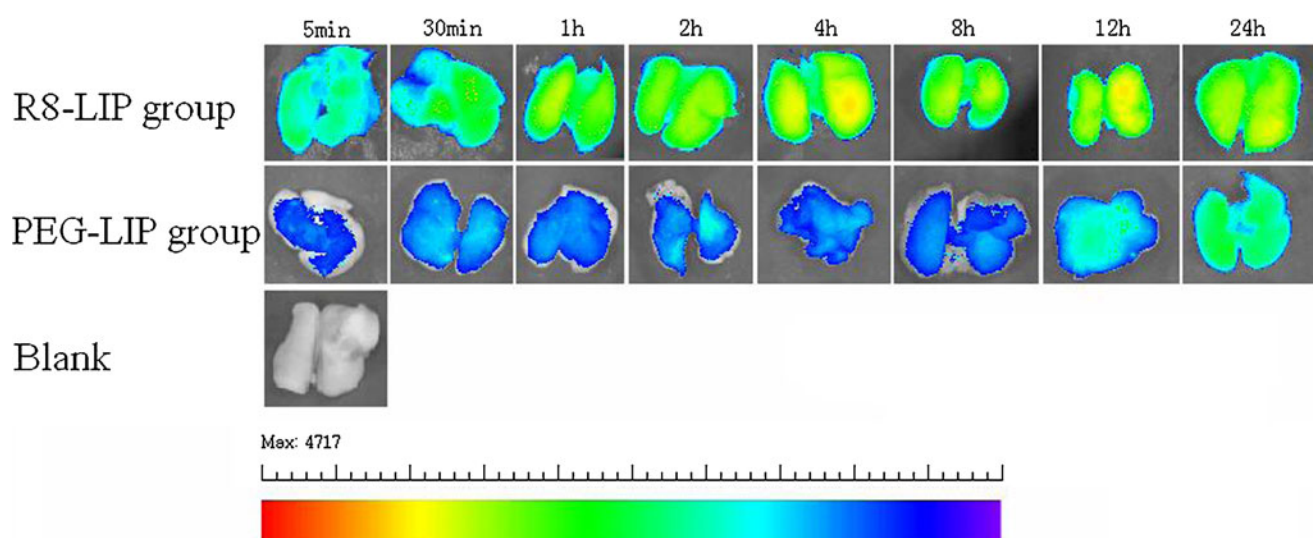 5min 30min 1h 2h 4h 8h 12h 24h
R8-LIP group
PEG-LIP group
Blank
Max: 4717